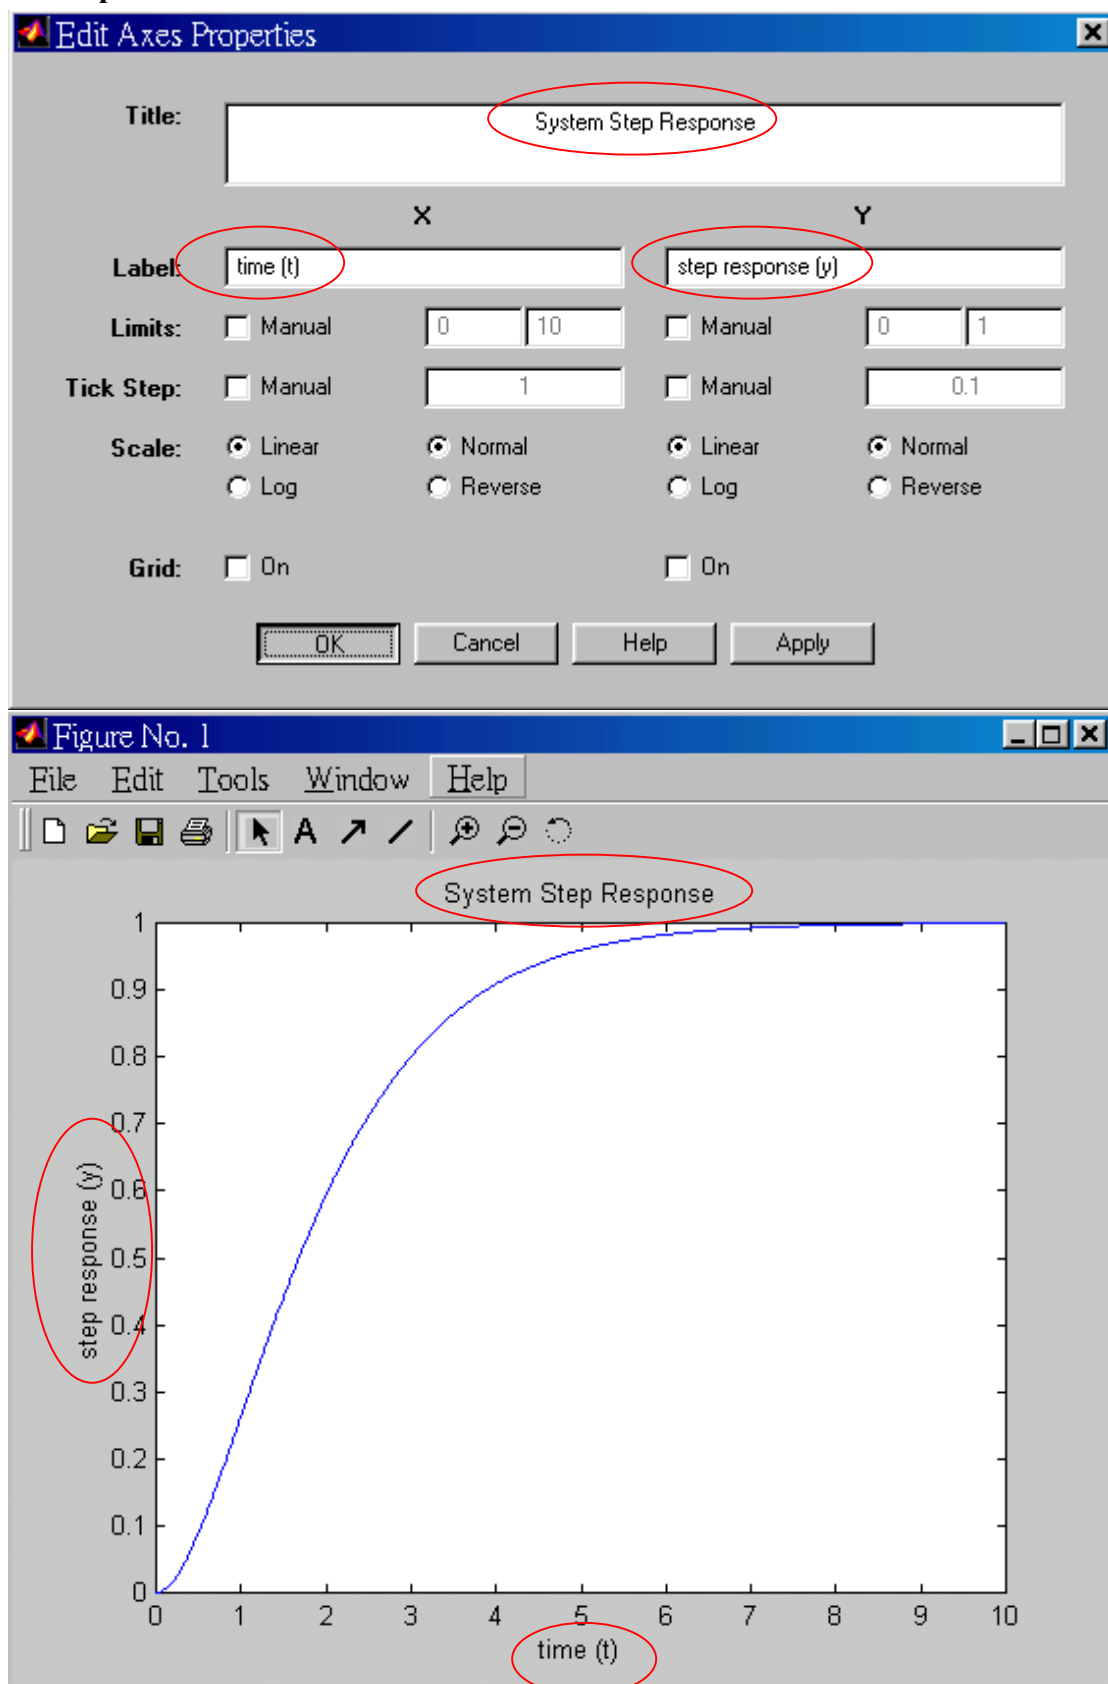 Edit Axes Properties
Title:
System Step Response
X Y
Label: time (t) step response (y)
Limits: Manual 0 10 Manual 0 1
Tick Step: Manual 1 Manual 0.1
Scale: Linear Normal Linear Normal
Log Reverse Log Reverse
Grid: On On
OK Cancel Help Apply
Figure No. 1
File Edit Tools Window Help
A
System Step Response
1
0.9
0.8
0.7
0.6
0.5
0.4
0.3
0.2
0.1
0
step response (y)
0 1 2 3 4 5 6 7 8 9 10
time (t)